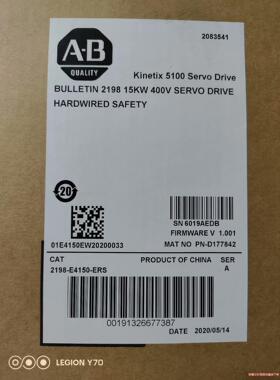 2083541
A-B
QUALITY
Kinetix 5100 Servo Drive
BULLETIN 2198 15KW 400V SERVO DRIVE
HARDWIRED SAFETY
20
SN 6019AEDB
FIRMWARE V 1.001
01E4150EW20200033
MAT NO PN-D177842
CAT
PRODUCT OF CHINA
SER
2198-E4150-ERS
A
00191326677387
DATE 2020/05/14
LEGION Y70